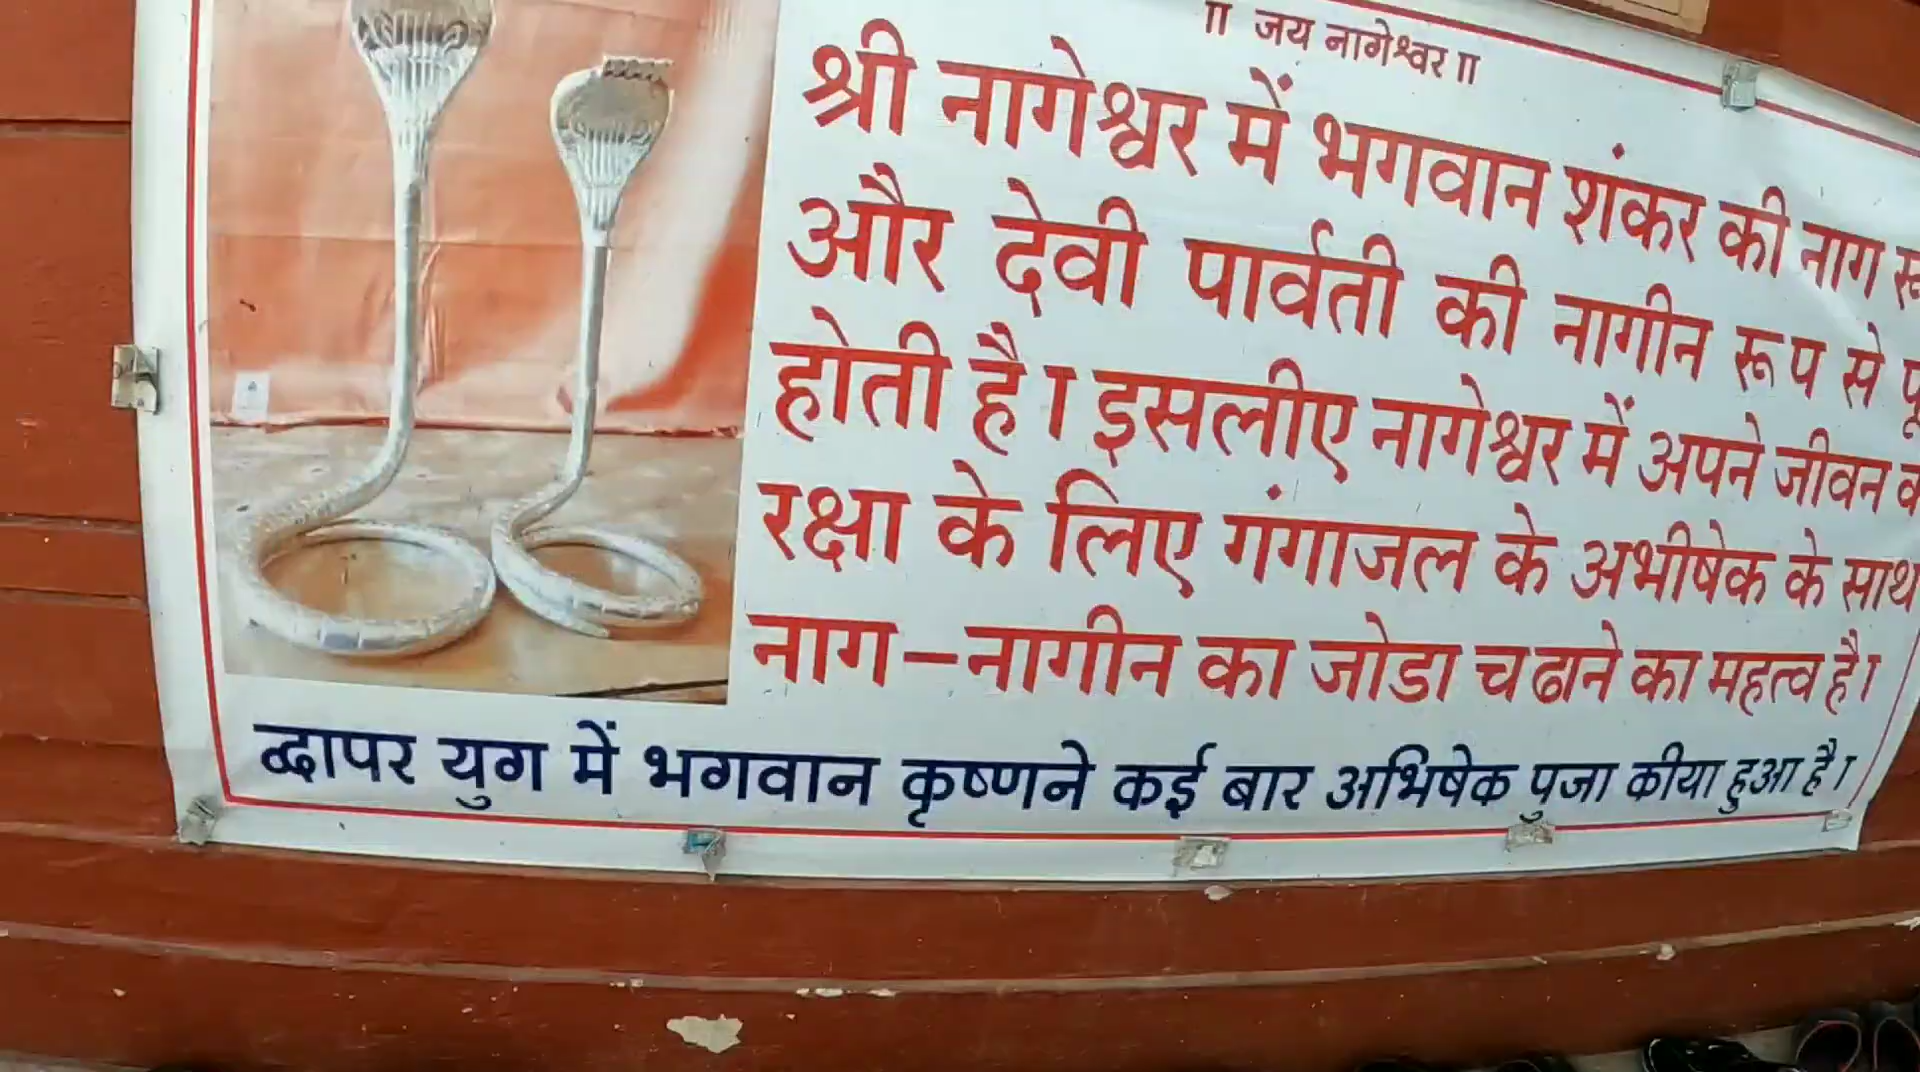 ॥ जय नागेश्वर ॥
श्री नागेश्वर में भगवान शंकर की नाग
और देवी पार्वती की नागीन रूप से
होती है। इसलीए नागेश्वर में अपने जीवन
रक्षा के लिए गंगाजल के अभीषेक के साथ
नाग–नागीन का जोडा चढाने का महत्व है।
द्वापर युग में भगवान कृष्णने कई बार अभिषेक पुजा कीया हुआ है।